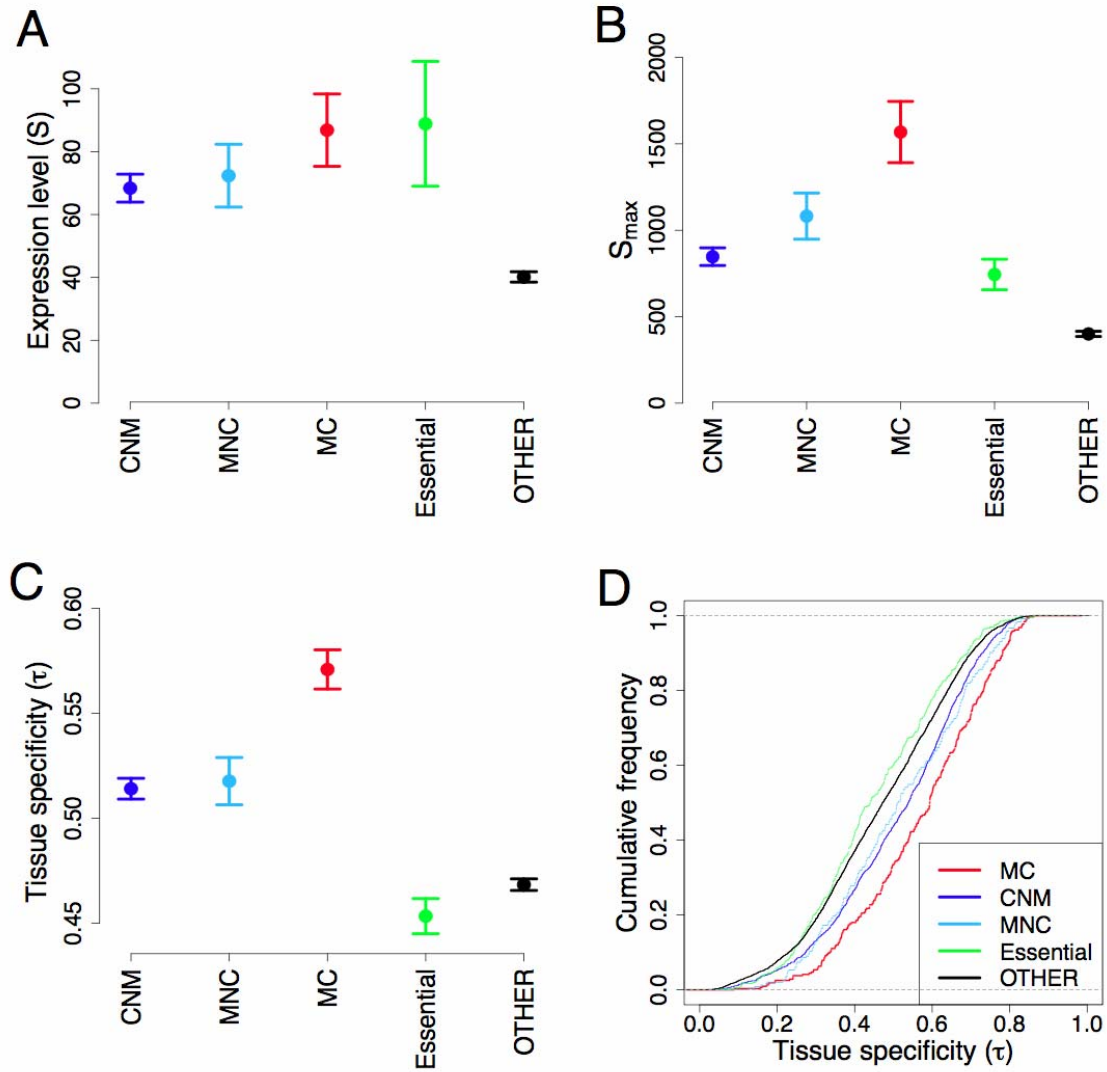 A
Expression level (S)
0 20 40 60 80 100
CNM MNC MC Essential OTHER
B
Smax
0 500 1000 1500 2000
CNM MNC MC Essential OTHER
C
Tissue specificity (τ)
0.45 0.50 0.55 0.60
CNM MNC MC Essential OTHER
D
Cumulative frequency
0.0 0.2 0.4 0.6 0.8 1.0
MC
CNM
MNC
Essential
OTHER
0.0 0.2 0.4 0.6 0.8 1.0
Tissue specificity (τ)